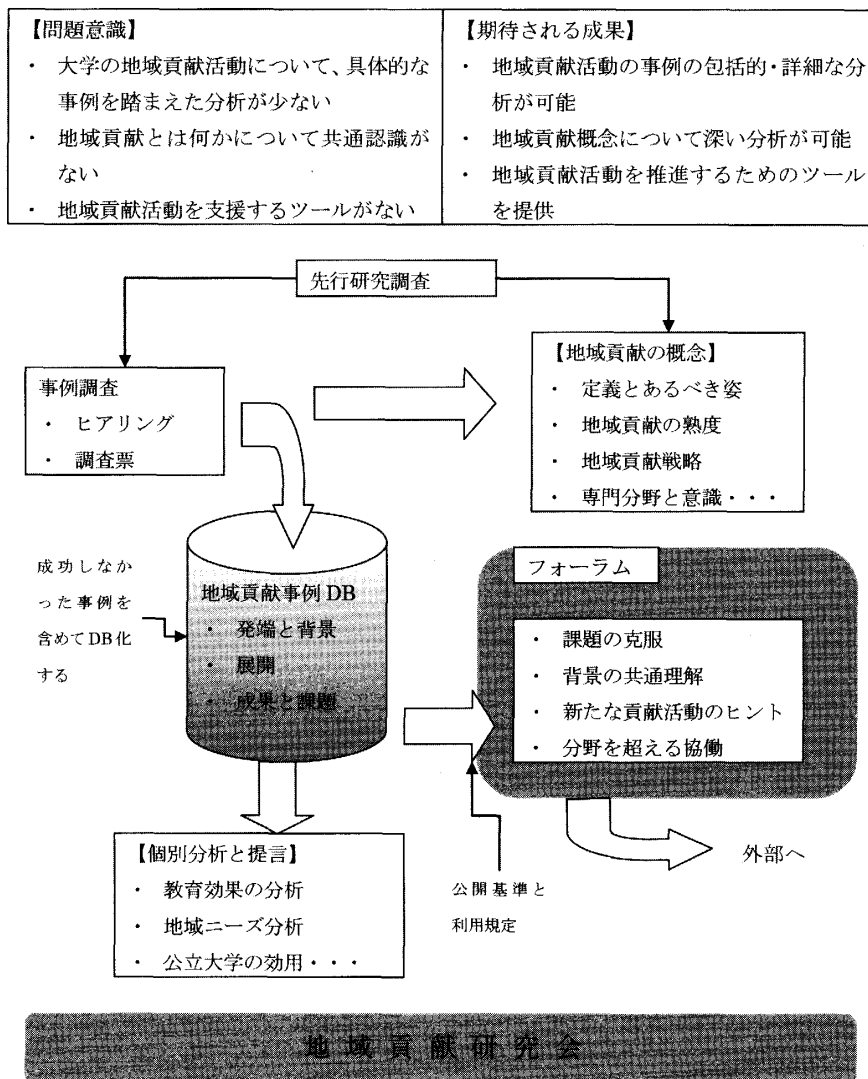 【問題意識】
・ 大学の地域貢献活動について、具体的な
事例を踏まえた分析が少ない
・ 地域貢献とは何かについて共通認識が
ない
・ 地域貢献活動を支援するツールがない
【期待される成果】
・ 地域貢献活動の事例の包括的・詳細な分
析が可能
・ 地域貢献概念について深い分析が可能
・ 地域貢献活動を推進するためのツール
を提供
先行研究調査
事例調査
・ ヒアリング
・ 調査票
【地域貢献の概念】
・ 定義とあるべき姿
・ 地域貢献の熟度
・ 地域貢献戦略
・ 専門分野と意識・・・
成功しなか
った事例を
含めてDB化
する
地域貢献事例DB
・ 発端と背景
・ 展開
・ 成果と課題
フォーラム
・ 課題の克服
・ 背景の共通理解
・ 新たな貢献活動のヒント
・ 分野を超える協働
【個別分析と提言】
・ 教育効果の分析
・ 地域ニーズ分析
・ 公立大学の効用・・・
公開基準と
利用規定
外部へ
地域貢献研究会